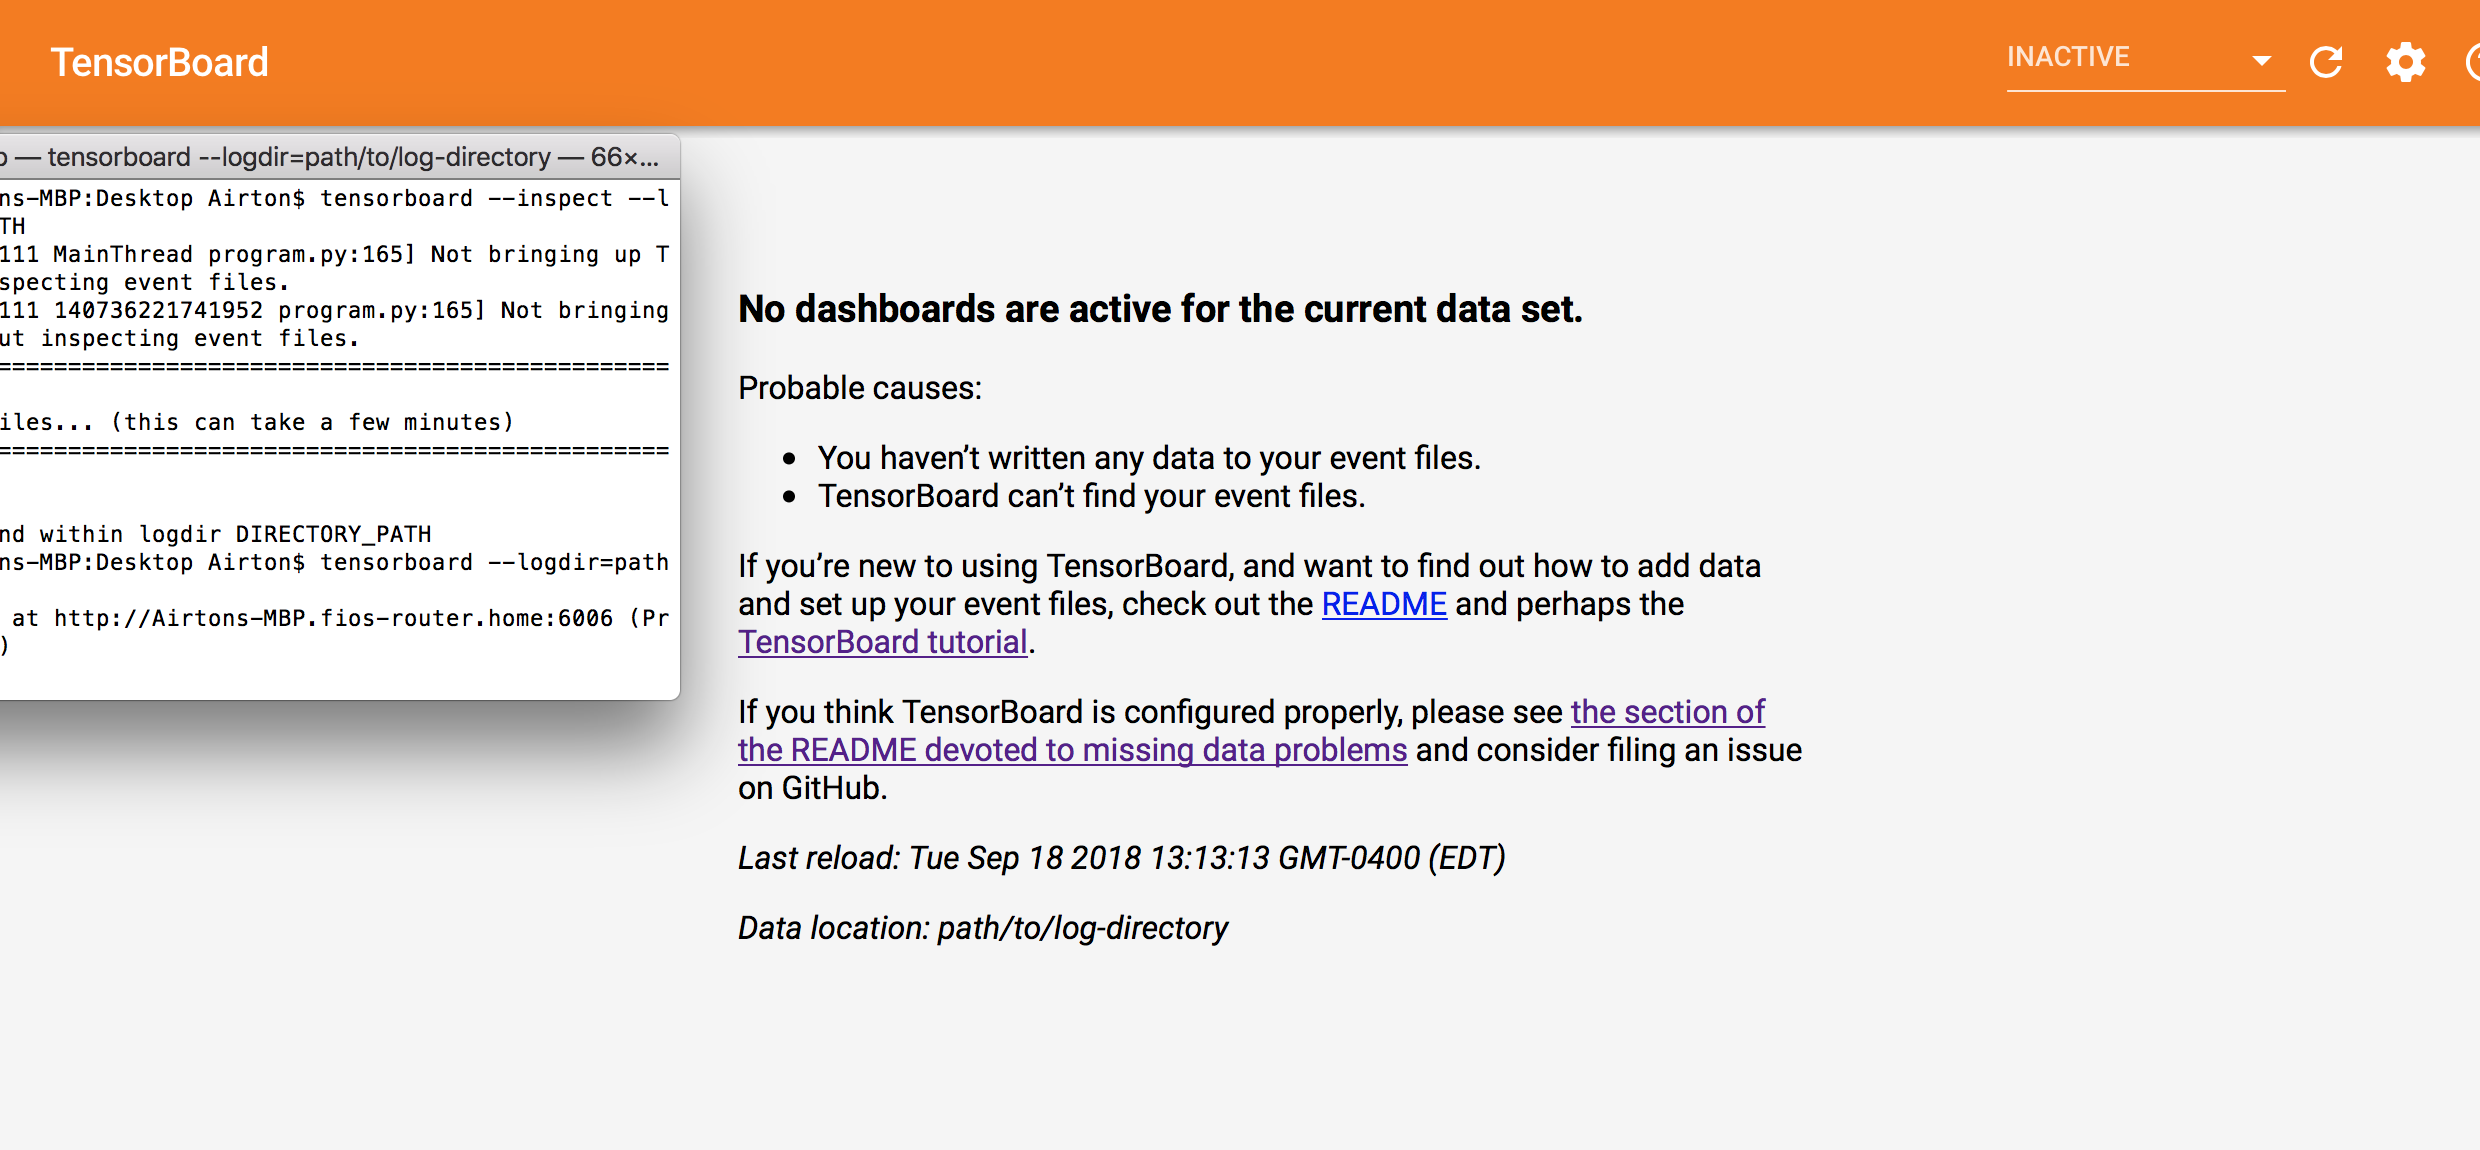 TensorBoard
INACTIVE
— tensorboard --logdir=path/to/log-directory — 66×...
ns-MBP:Desktop Airton$ tensorboard --inspect --l
TH
111 MainThread program.py:165] Not bringing up T
specting event files.
111 140736221741952 program.py:165] Not bringing
ut inspecting event files.
================================================
iles... (this can take a few minutes)
================================================
nd within logdir DIRECTORY_PATH
ns-MBP:Desktop Airton$ tensorboard --logdir=path
at http://Airtons-MBP.fios-router.home:6006 (Pr
)
No dashboards are active for the current data set.
Probable causes:
• You haven’t written any data to your event files.
• TensorBoard can’t find your event files.
If you’re new to using TensorBoard, and want to find out how to add data
and set up your event files, check out the README and perhaps the
TensorBoard tutorial.
If you think TensorBoard is configured properly, please see the section of
the README devoted to missing data problems and consider filing an issue
on GitHub.
Last reload: Tue Sep 18 2018 13:13:13 GMT-0400 (EDT)
Data location: path/to/log-directory